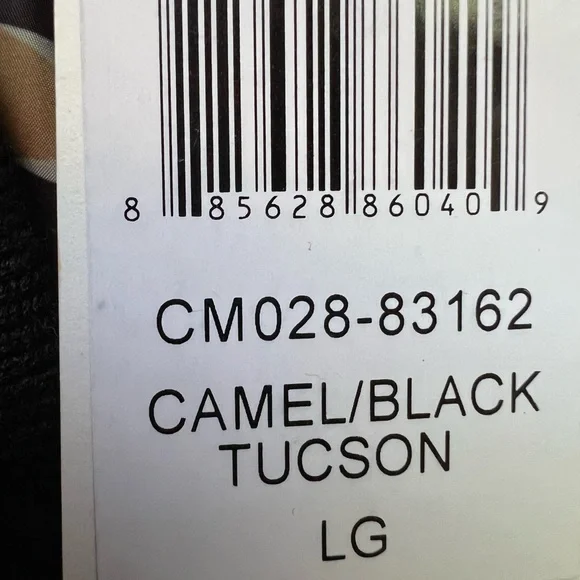 8 85628 86040 9
CM028-83162
CAMEL/BLACK
TUCSON
LG